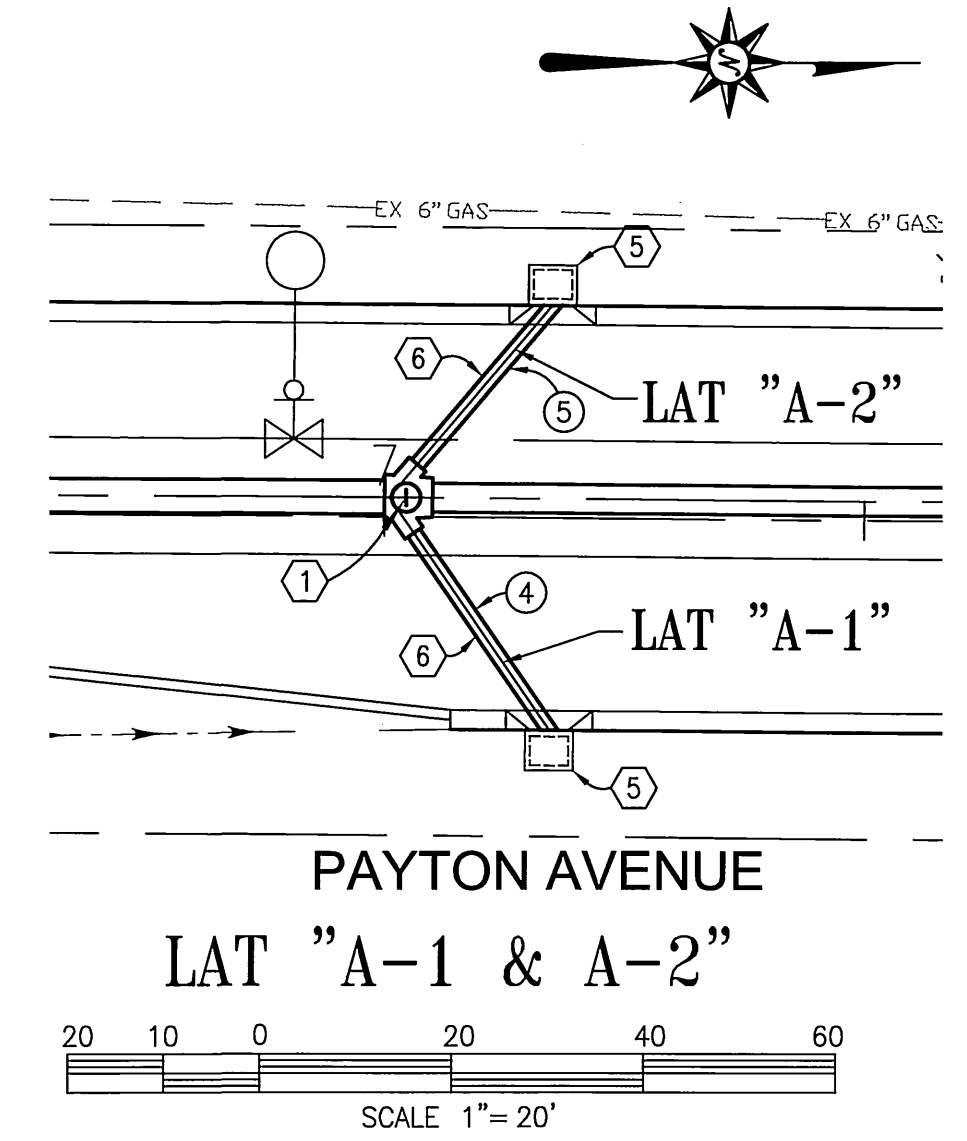 N
EX 6" GAS
EX 6" GAS
5
6
LAT "A-2"
5
1
4
LAT "A-1"
6
5
PAYTON AVENUE
LAT "A-1 & A-2"
20 10 0 20 40 60
SCALE 1"= 20'